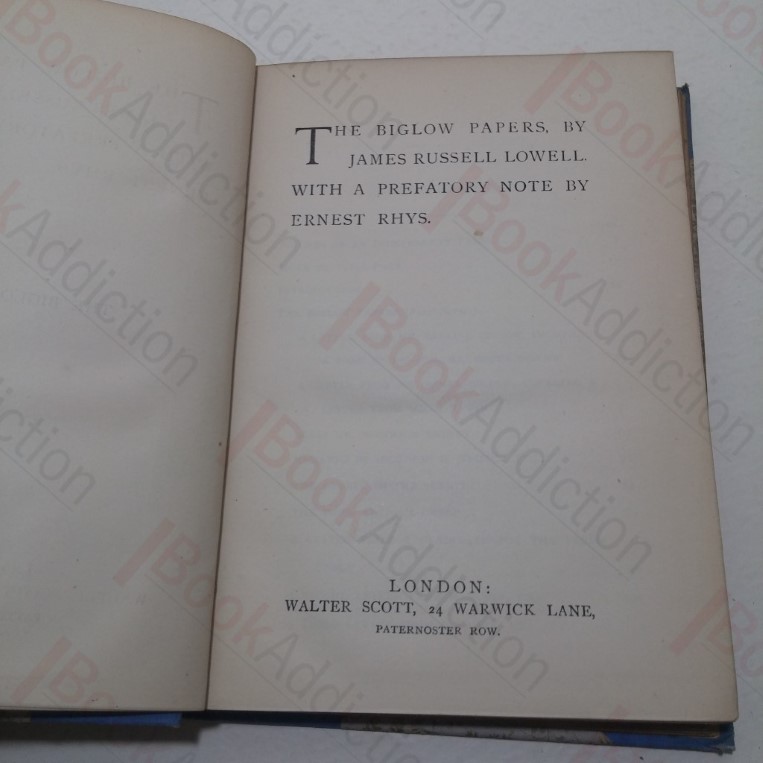 THE BIGLOW PAPERS, BY
JAMES RUSSELL LOWELL.
WITH A PREFATORY NOTE BY
ERNEST RHYS.
LONDON:
WALTER SCOTT, 24 WARWICK LANE,
PATERNOSTER ROW.
BookAddiction